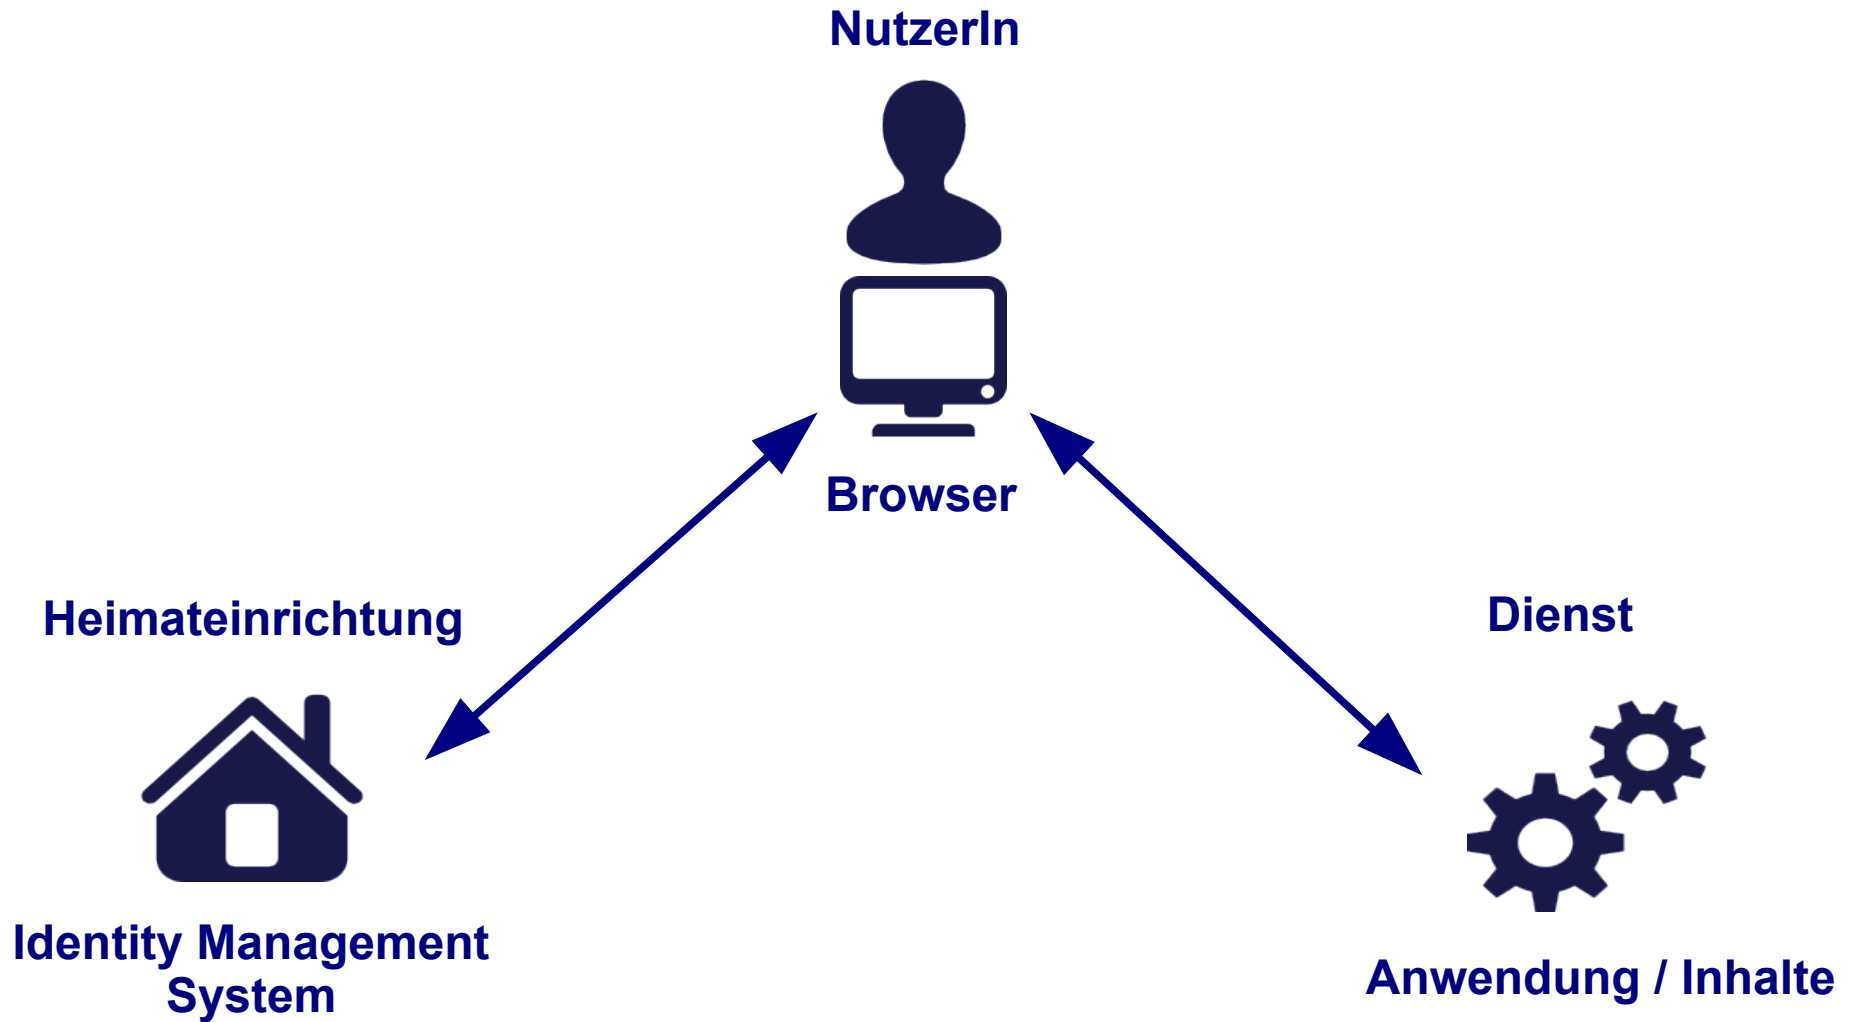 NutzerIn
Browser
Heimateinrichtung
Dienst
Identity Management
System
Anwendung / Inhalte